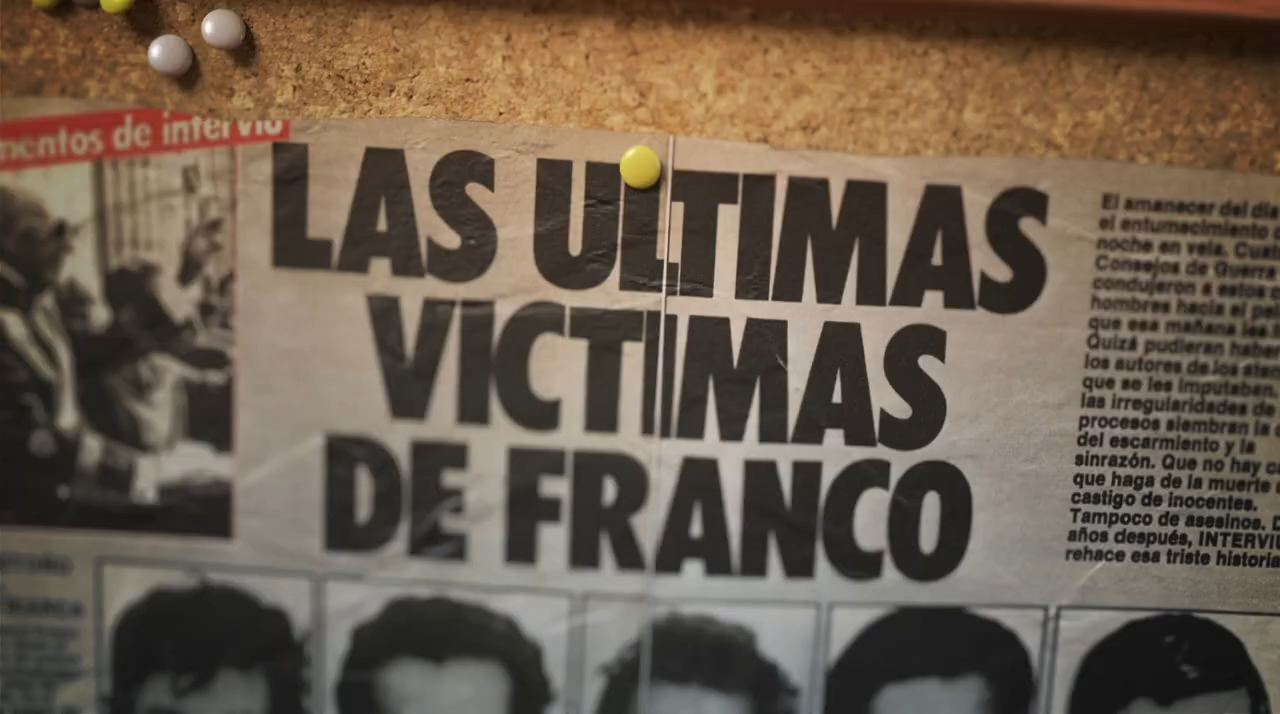 mentos de interviú
LAS ULTIMAS
VICTIMAS
DE FRANCO
El amanecer del día
el entumecimiento
noche en vela.
Consejos de Guerra
condujeron a estos
hombres hacia el
que esa mañana les
Quizá pudieran haber
los autores de los
que se les imputaban.
las irregularidades de
procesos siembran la
del escarmiento y la
sinrazón. Que no hay
que haga de la muerte
castigo de inocentes.
Tampoco de asesinos.
años después, INTERVIU
rehace esa triste historia